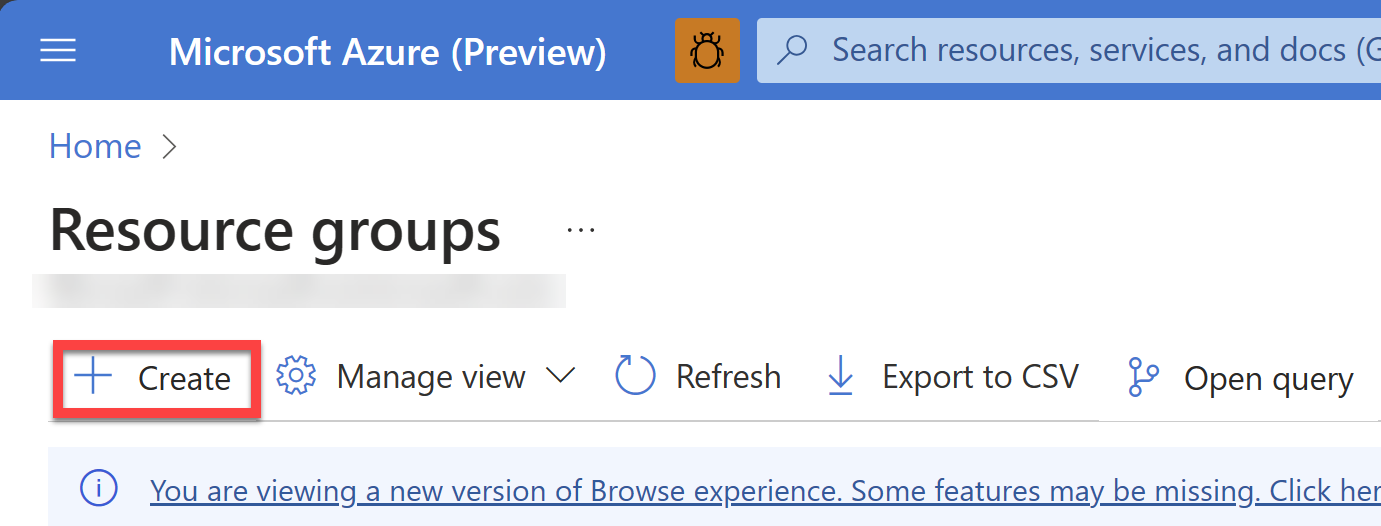 Microsoft Azure (Preview)
Search resources, services, and docs (G
Home
Resource groups
Create
Manage view
Refresh
Export to CSV
Open query
You are viewing a new version of Browse experience. Some features may be missing. Click her